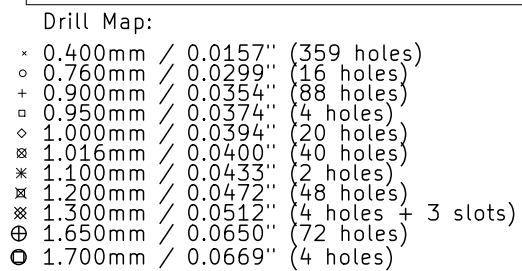 Drill Map:
0.400mm / 0.0157'' (359 holes)
0.760mm / 0.0299'' (16 holes)
0.900mm / 0.0354'' (88 holes)
0.950mm / 0.0374'' (4 holes)
1.000mm / 0.0394'' (20 holes)
1.016mm / 0.0400'' (40 holes)
1.100mm / 0.0433'' (2 holes)
1.200mm / 0.0472'' (48 holes)
1.300mm / 0.0512'' (4 holes + 3 slots)
1.650mm / 0.0650'' (72 holes)
1.700mm / 0.0669'' (4 holes)